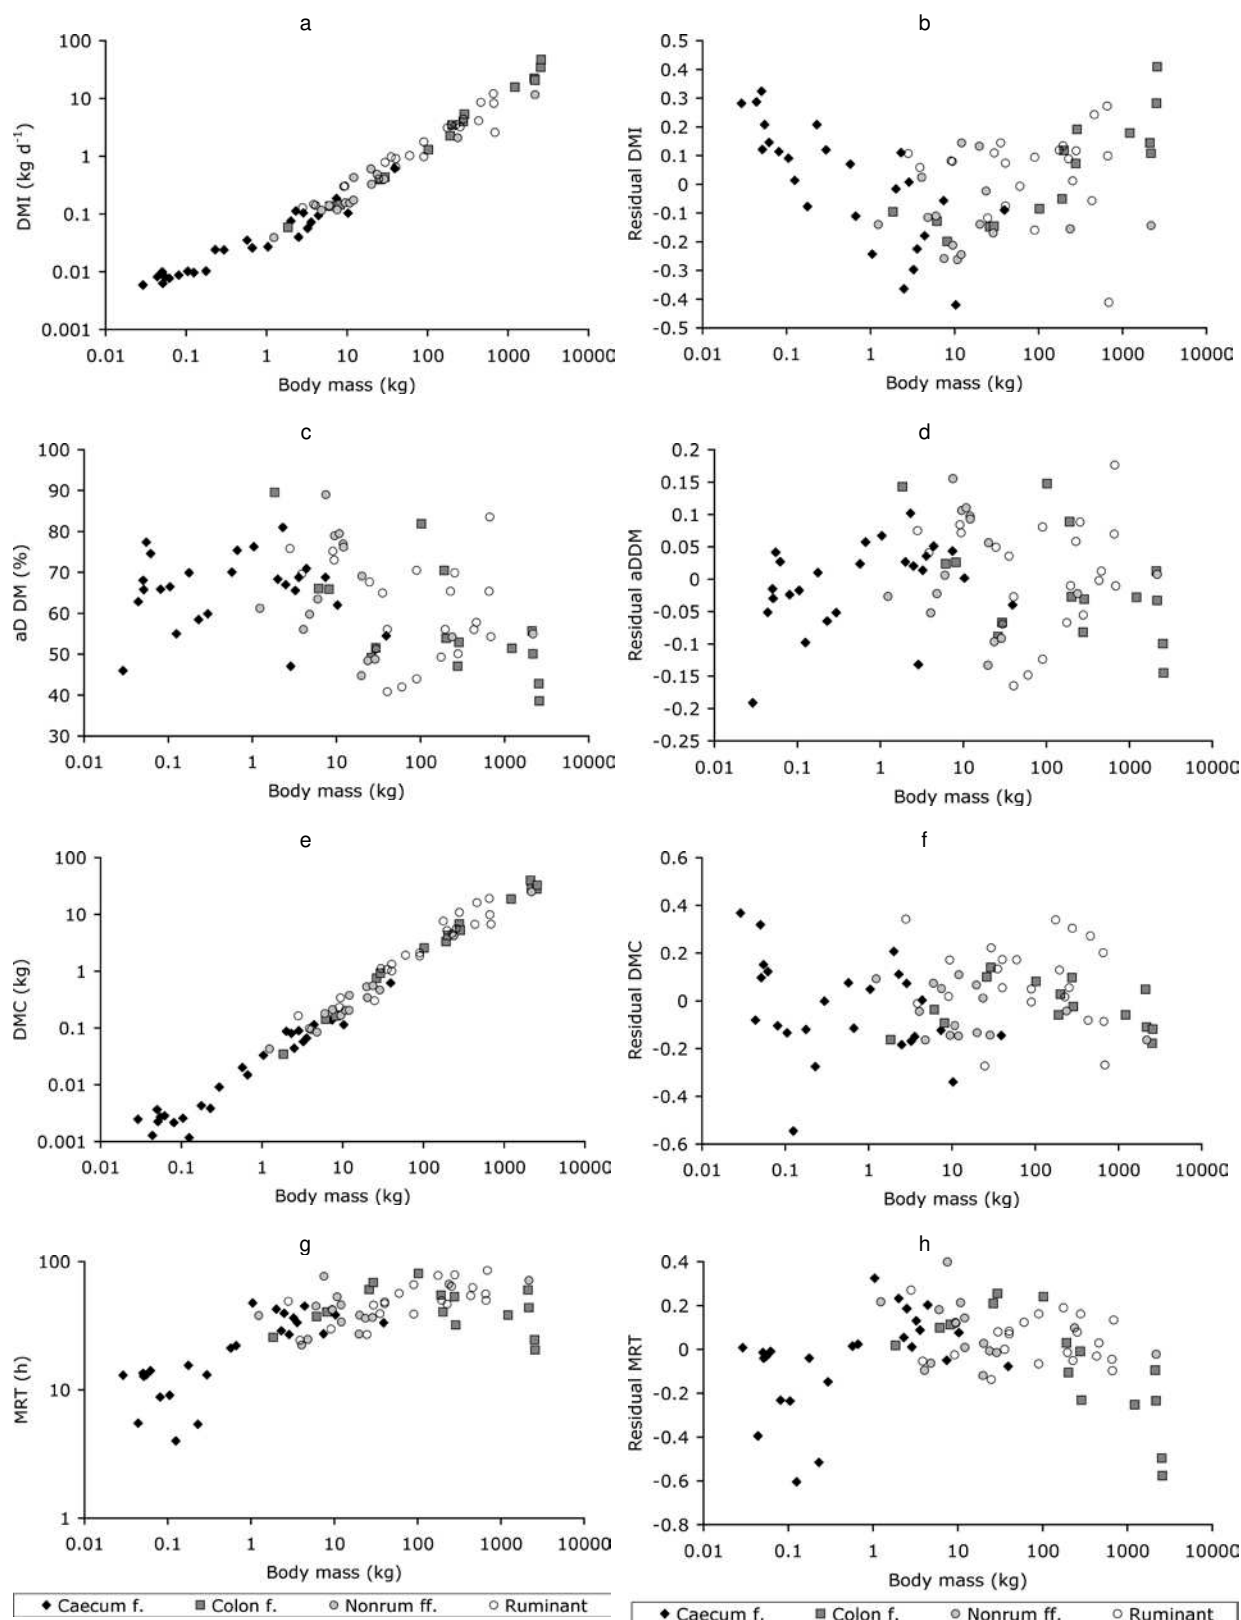 a
100
10
1
0.1
0.01
0.001
DMI (kg d-1)
0.01 0.1 1 10 100 1000 10000
Body mass (kg)
b
0.5
0.4
0.3
0.2
0.1
0
-0.1
-0.2
-0.3
-0.4
-0.5
Residual DMI
0.01 0.1 1 10 100 1000 10000
Body mass (kg)
c
100
90
80
70
60
50
40
30
aD DM (%)
0.01 0.1 1 10 100 1000 10000
Body mass (kg)
d
0.2
0.15
0.1
0.05
0
-0.05
-0.1
-0.15
-0.2
-0.25
Residual aDDM
0.01 0.1 1 10 100 1000 10000
Body mass (kg)
e
100
10
1
0.1
0.01
0.001
DMC (kg)
0.01 0.1 1 10 100 1000 10000
Body mass (kg)
f
0.6
0.4
0.2
0
-0.2
-0.4
-0.6
Residual DMC
0.01 0.1 1 10 100 1000 10000
Body mass (kg)
g
100
10
1
MRT (h)
0.01 0.1 1 10 100 1000 10000
Body mass (kg)
Caecum f. Colon f. Nonrum ff. Ruminant
h
0.4
0.2
0
-0.2
-0.4
-0.6
-0.8
Residual MRT
0.01 0.1 1 10 100 1000 10000
Body mass (kg)
Caecum f. Colon f. Nonrum ff. Ruminant